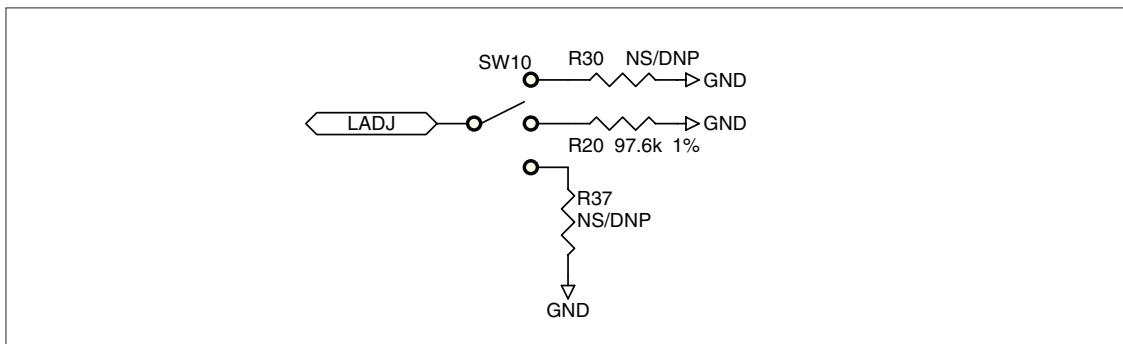 SW10
R30 NS/DNP
GND
LADJ
GND
R20 97.6k 1%
R37
NS/DNP
GND